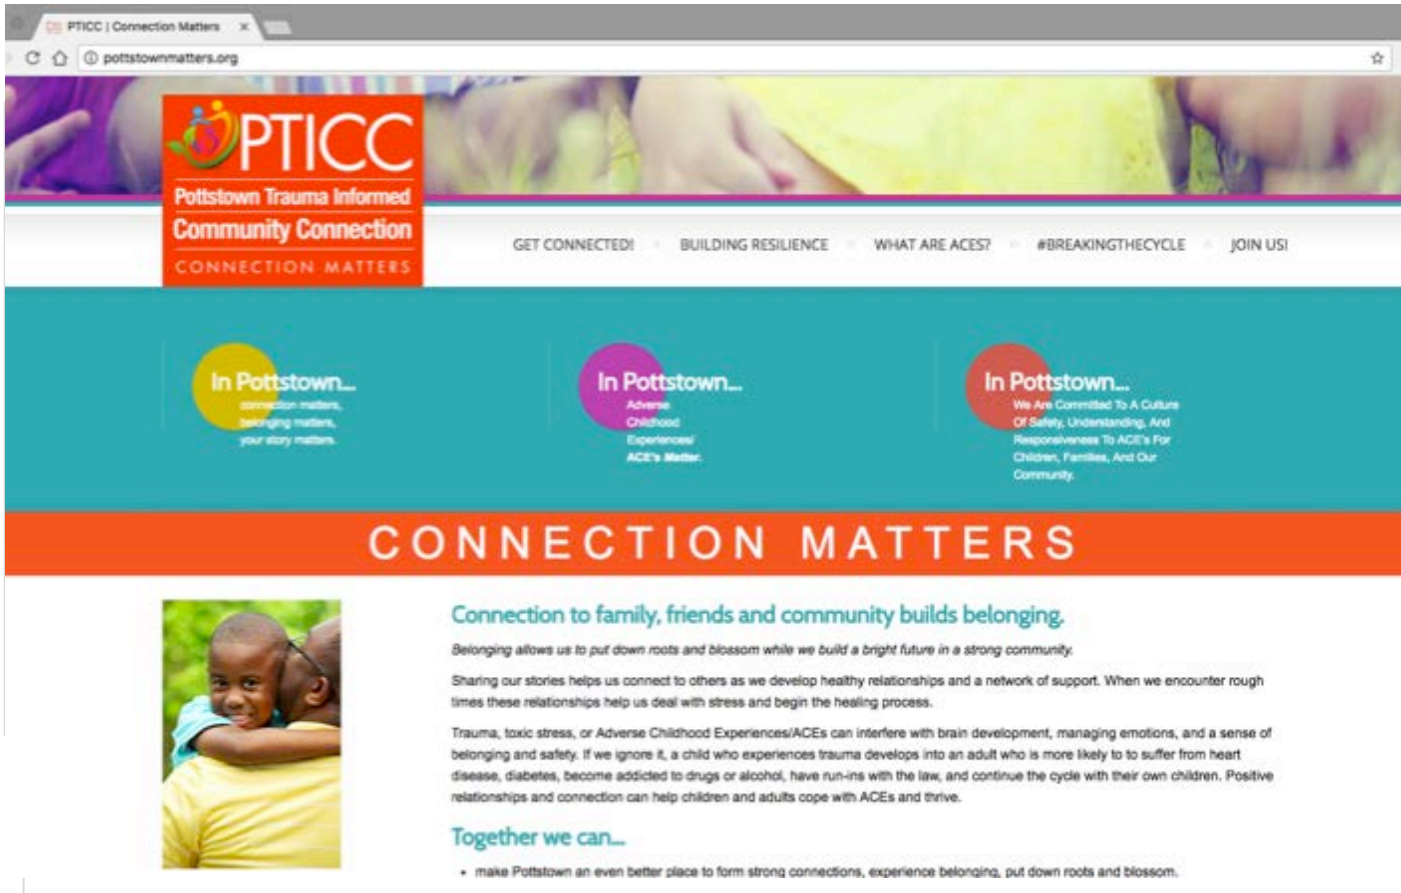 PTICC | Connection Matters
pottstownmatters.org
PTICC
Pottstown Trauma Informed
Community Connection
CONNECTION MATTERS
GET CONNECTED!
BUILDING RESILIENCE
WHAT ARE ACES?
#BREAKINGTHECYCLE
JOIN US!
In Pottstown...
connection matters,
belonging matters,
your story matters.
In Pottstown...
Adverse
Childhood
Experiences/
ACE's Matter.
In Pottstown...
We Are Committed To A Culture
Of Safety, Understanding, And
Responsiveness To ACE's For
Children, Families, And Our
Community.
CONNECTION MATTERS
Connection to family, friends and community builds belonging.
Belonging allows us to put down roots and blossom while we build a bright future in a strong community.
Sharing our stories helps us connect to others as we develop healthy relationships and a network of support. When we encounter rough
times these relationships help us deal with stress and begin the healing process.
Trauma, toxic stress, or Adverse Childhood Experiences/ACEs can interfere with brain development, managing emotions, and a sense of
belonging and safety. If we ignore it, a child who experiences trauma develops into an adult who is more likely to to suffer from heart
disease, diabetes, become addicted to drugs or alcohol, have run-ins with the law, and continue the cycle with their own children. Positive
relationships and connection can help children and adults cope with ACEs and thrive.
Together we can...
• make Pottstown an even better place to form strong connections, experience belonging, put down roots and blossom.